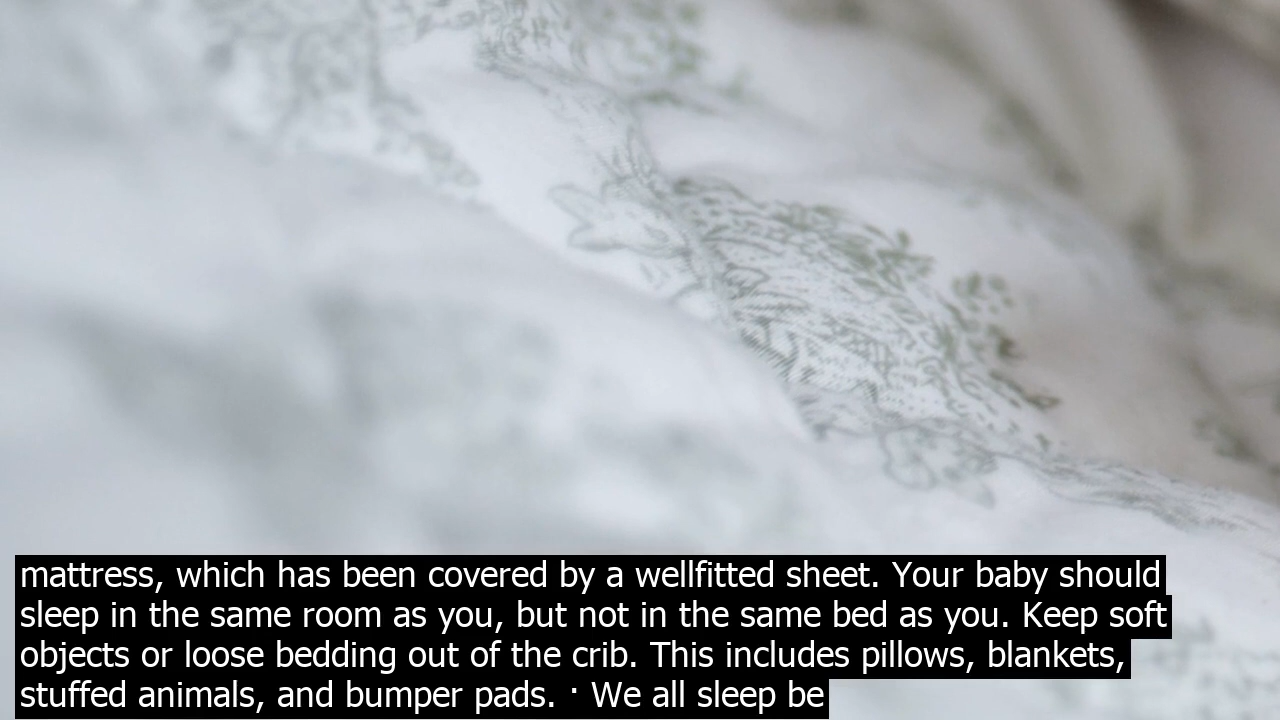 mattress, which has been covered by a wellfitted sheet. Your baby should
sleep in the same room as you, but not in the same bed as you. Keep soft
objects or loose bedding out of the crib. This includes pillows, blankets,
stuffed animals, and bumper pads. · We all sleep be